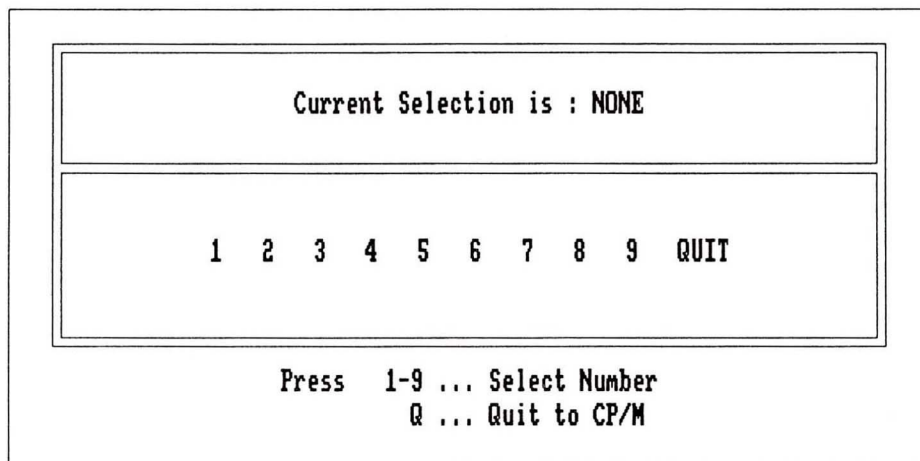 Current Selection is : NONE
1 2 3 4 5 6 7 8 9 QUIT
Press 1-9 ... Select Number
Q ... Quit to CP/M